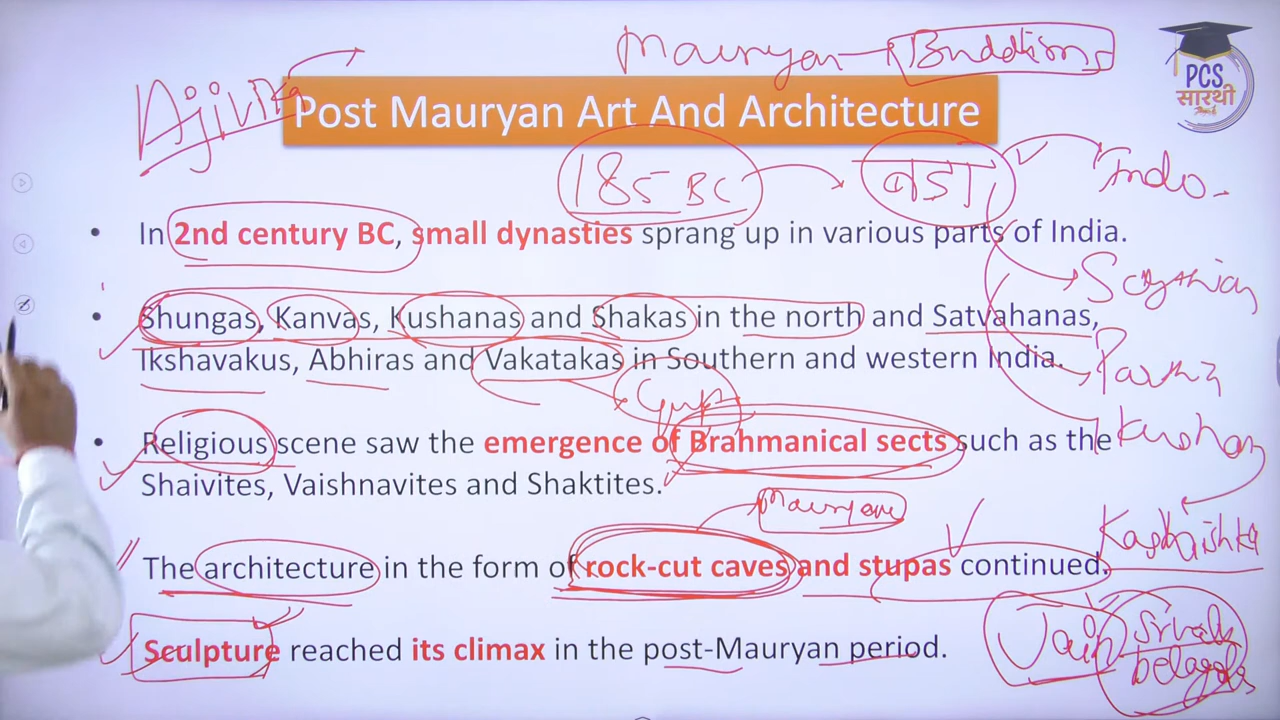 Mauryan Buddhism
Ajivika
PCS
सारथी
Post Mauryan Art And Architecture
185 BC
Indo-
• In 2nd century BC, small dynasties sprang up in various parts of India.
Scythian
• Shungas, Kanvas, Kushanas and Shakas in the north and Satvahanas,
Ikshavakus, Abhiras and Vakatakas in Southern and western India.
Gupta
• Religious scene saw the emergence of Brahmanical sects such as the
Kushan
Shaivites, Vaishnavites and Shaktites.
Mauryan
The architecture in the form of rock-cut caves and stupas continued.
Jain
Sculpture reached its climax in the post-Mauryan period.